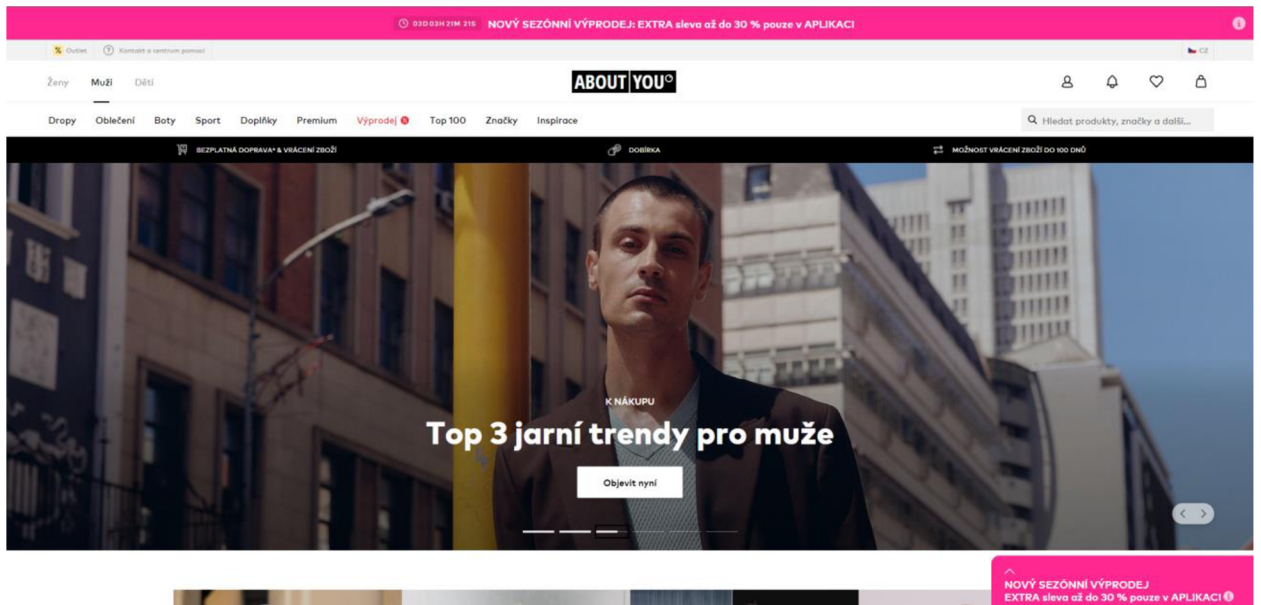 03D 03H 21M 21S NOVÝ SEZÓNNÍ VÝPRODEJ: EXTRA sleva až do 30 % pouze v APLIKACI
% Outlet Kontakt a centrum pomoci CZ
Ženy Muži Děti ABOUT YOU
Dropy Oblečení Boty Sport Doplňky Premium Výprodej Top 100 Značky Inspirace Hledat produkty, značky a další...
BEZPLATNÁ DOPRAVA* & VRÁCENÍ ZBOŽÍ DOBÍRKA MOŽNOST VRÁCENÍ ZBOŽÍ DO 100 DNŮ
K NÁKUPU
Top 3 jarní trendy pro muže
Objevit nyní
NOVÝ SEZÓNNÍ VÝPRODEJ
EXTRA sleva až do 30 % pouze v APLIKACI